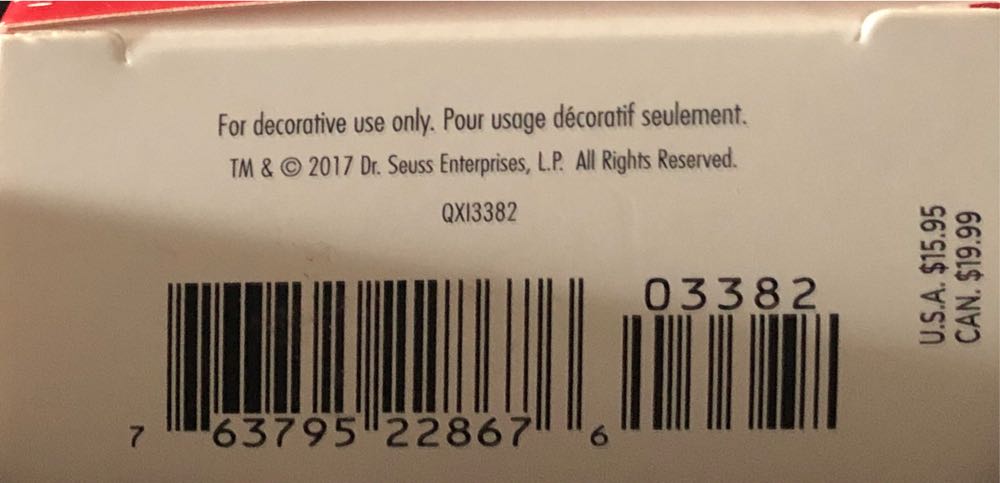 For decorative use only. Pour usage décoratif seulement.
TM & © 2017 Dr. Seuss Enterprises, L.P. All Rights Reserved.
QXI3382
03382
7 63795 22867 6
U.S.A. $15.95
CAN. $19.99